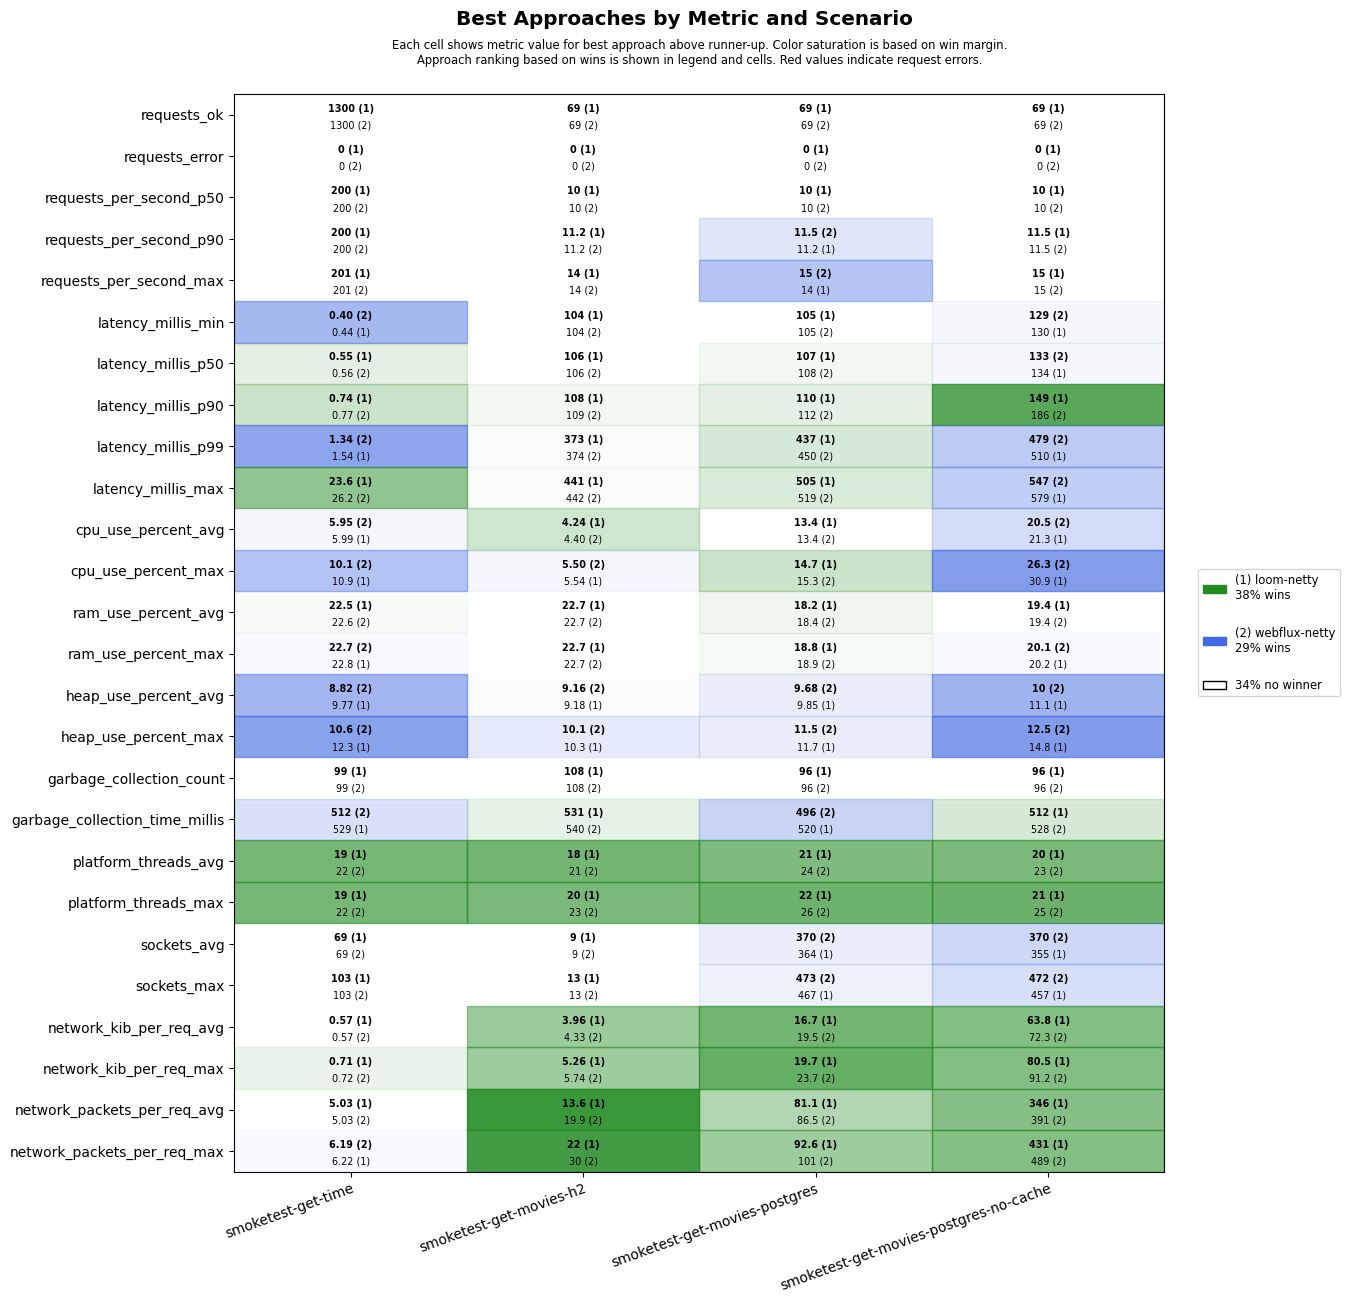 Best Approaches by Metric and Scenario
Each cell shows metric value for best approach above runner-up. Color saturation is based on win margin.
Approach ranking based on wins is shown in legend and cells. Red values indicate request errors.
requests_ok
1300 (1) 69 (1) 69 (1) 69 (1)
1300 (2) 69 (2) 69 (2) 69 (2)
requests_error
0 (1) 0 (1) 0 (1) 0 (1)
0 (2) 0 (2) 0 (2) 0 (2)
requests_per_second_p50
200 (1) 10 (1) 10 (1) 10 (1)
200 (2) 10 (2) 10 (2) 10 (2)
requests_per_second_p90
200 (1) 11.2 (1) 11.5 (2) 11.5 (1)
200 (2) 11.2 (2) 11.2 (1) 11.5 (2)
requests_per_second_max
201 (1) 14 (1) 15 (2) 15 (1)
201 (2) 14 (2) 14 (1) 15 (2)
latency_millis_min
0.40 (2) 104 (1) 105 (1) 129 (2)
0.44 (1) 104 (2) 105 (2) 130 (1)
latency_millis_p50
0.55 (1) 106 (1) 107 (1) 133 (2)
0.56 (2) 106 (2) 108 (2) 134 (1)
latency_millis_p90
0.74 (1) 108 (1) 110 (1) 149 (1)
0.77 (2) 109 (2) 112 (2) 186 (2)
latency_millis_p99
1.34 (2) 373 (1) 437 (1) 479 (2)
1.54 (1) 374 (2) 450 (2) 510 (1)
latency_millis_max
23.6 (1) 441 (1) 505 (1) 547 (2)
26.2 (2) 442 (2) 519 (2) 579 (1)
cpu_use_percent_avg
5.95 (2) 4.24 (1) 13.4 (1) 20.5 (2)
5.99 (1) 4.40 (2) 13.4 (2) 21.3 (1)
cpu_use_percent_max
10.1 (2) 5.50 (2) 14.7 (1) 26.3 (2)
10.9 (1) 5.54 (1) 15.3 (2) 30.9 (1)
ram_use_percent_avg
22.5 (1) 22.7 (1) 18.2 (1) 19.4 (1)
22.6 (2) 22.7 (2) 18.4 (2) 19.4 (2)
ram_use_percent_max
22.7 (2) 22.7 (1) 18.8 (1) 20.1 (2)
22.8 (1) 22.7 (2) 18.9 (2) 20.2 (1)
heap_use_percent_avg
8.82 (2) 9.16 (2) 9.68 (2) 10 (2)
9.77 (1) 9.18 (1) 9.85 (1) 11.1 (1)
heap_use_percent_max
10.6 (2) 10.1 (2) 11.5 (2) 12.5 (2)
12.3 (1) 10.3 (1) 11.7 (1) 14.8 (1)
garbage_collection_count
99 (1) 108 (1) 96 (1) 96 (1)
99 (2) 108 (2) 96 (2) 96 (2)
garbage_collection_time_millis
512 (2) 531 (1) 496 (2) 512 (1)
529 (1) 540 (2) 520 (1) 528 (2)
platform_threads_avg
19 (1) 18 (1) 21 (1) 20 (1)
22 (2) 21 (2) 24 (2) 23 (2)
platform_threads_max
19 (1) 20 (1) 22 (1) 21 (1)
22 (2) 23 (2) 26 (2) 25 (2)
sockets_avg
69 (1) 9 (1) 370 (2) 370 (2)
69 (2) 9 (2) 364 (1) 355 (1)
sockets_max
103 (1) 13 (1) 473 (2) 472 (2)
103 (2) 13 (2) 467 (1) 457 (1)
network_kib_per_req_avg
0.57 (1) 3.96 (1) 16.7 (1) 63.8 (1)
0.57 (2) 4.33 (2) 19.5 (2) 72.3 (2)
network_kib_per_req_max
0.71 (1) 5.26 (1) 19.7 (1) 80.5 (1)
0.72 (2) 5.74 (2) 23.7 (2) 91.2 (2)
network_packets_per_req_avg
5.03 (1) 13.6 (1) 81.1 (1) 346 (1)
5.03 (2) 19.9 (2) 86.5 (2) 391 (2)
network_packets_per_req_max
6.19 (2) 22 (1) 92.6 (1) 431 (1)
6.22 (1) 30 (2) 101 (2) 489 (2)
smoketest-get-time
smoketest-get-movies-h2
smoketest-get-movies-postgres
smoketest-get-movies-postgres-no-cache
(1) loom-netty
38% wins
(2) webflux-netty
29% wins
34% no winner